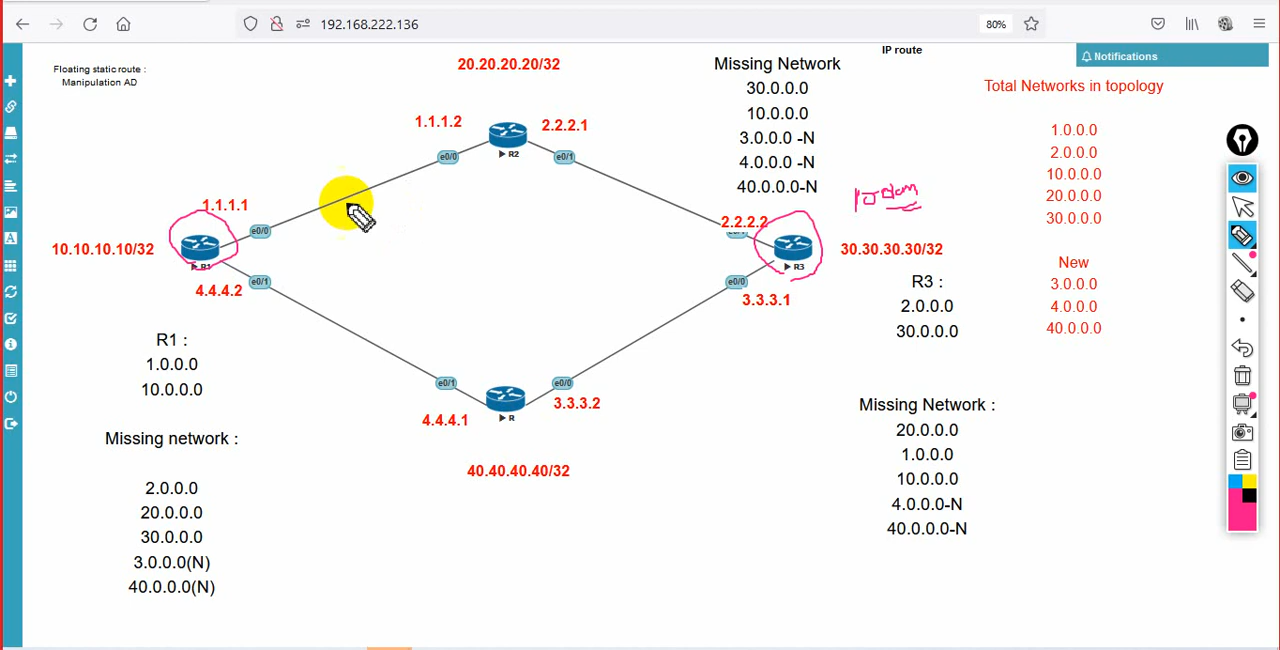 192.168.222.136
80%
IP route
Notifications
Floating static route :
Manipulation AD
20.20.20.20/32
Missing Network
30.0.0.0
10.0.0.0
3.0.0.0 -N
4.0.0.0 -N
40.0.0.0-N
Total Networks in topology
1.0.0.0
2.0.0.0
10.0.0.0
20.0.0.0
30.0.0.0
New
3.0.0.0
4.0.0.0
40.0.0.0
1.1.1.2
2.2.2.1
e0/0
R2
e0/1
1.1.1.1
e0/0
10.10.10.10/32
R1
e0/1
4.4.4.2
2.2.2.2
e0/1
30.30.30.30/32
R3
e0/0
3.3.3.1
R3 :
2.0.0.0
30.0.0.0
R1 :
1.0.0.0
10.0.0.0
e0/1
e0/0
R
4.4.4.1
3.3.3.2
40.40.40.40/32
Missing network :
2.0.0.0
20.0.0.0
30.0.0.0
3.0.0.0(N)
40.0.0.0(N)
Missing Network :
20.0.0.0
1.0.0.0
10.0.0.0
4.0.0.0-N
40.0.0.0-N